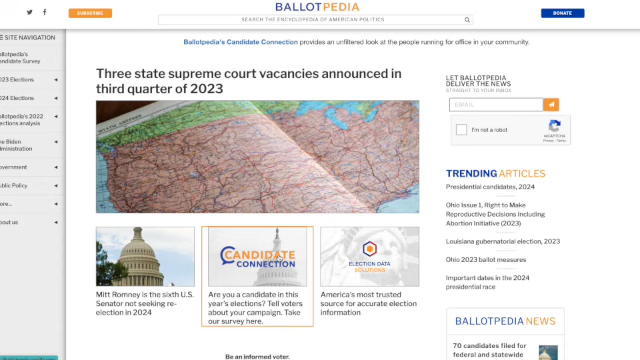 BALLOTPEDIA
SUBSCRIBE
SEARCH THE ENCYCLOPEDIA OF AMERICAN POLITICS
DONATE
E SITE NAVIGATION
allotpedia's
andidate Survey
023 Elections
024 Elections
allotpedia's 2022
ections analysis
he Biden
dministration
overnment
ublic Policy
ore...
bout us
Ballotpedia's Candidate Connection provides an unfiltered look at the people running for office in your community.
Three state supreme court vacancies announced in
third quarter of 2023
Mitt Romney is the sixth U.S.
Senator not seeking re-
election in 2024
CANDIDATE
CONNECTION
Are you a candidate in this
year's elections? Tell voters
about your campaign. Take
our survey here.
ELECTION DATA
SOLUTIONS
America's most trusted
source for accurate election
information
Be an informed voter.
LET BALLOTPEDIA
DELIVER THE NEWS
STRAIGHT TO YOUR INBOX
EMAIL
I'm not a robot
reCAPTCHA
Privacy - Terms
TRENDING ARTICLES
Presidential candidates, 2024
Ohio Issue 1, Right to Make
Reproductive Decisions Including
Abortion Initiative (2023)
Louisiana gubernatorial election, 2023
Ohio 2023 ballot measures
Important dates in the 2024
presidential race
BALLOTPEDIA NEWS
70 candidates filed for
federal and statewide